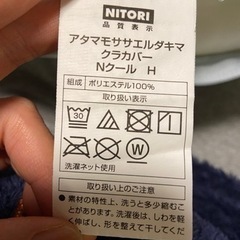 NITORI
品質表示
アタマモササエルダキマ
クラカバー
Nクール H
組成 ポリエステル100%
取り扱い表示
30
W
洗濯ネット使用
取り扱い上のご注意
●素材の特性上、洗うと多少縮むこ
とがあります。洗濯後は、しわを軽
く伸ばし、形を整えて干してくだ